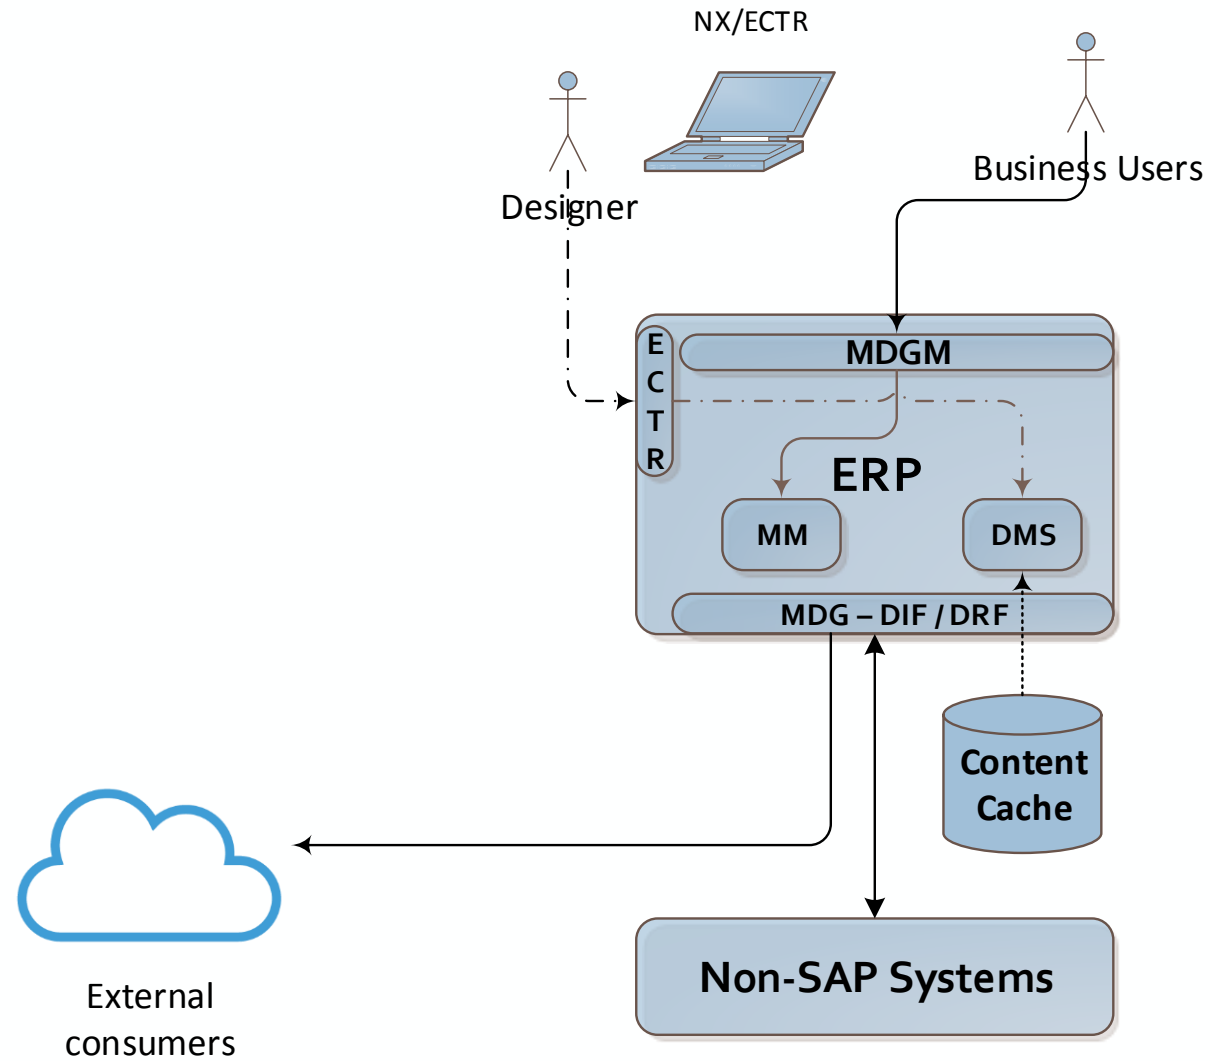 NX/ECTR
Business Users
Designer
E
C
T
R
MDGM
ERP
MM
DMS
MDG – DIF / DRF
Content
Cache
Non-SAP Systems
External
consumers